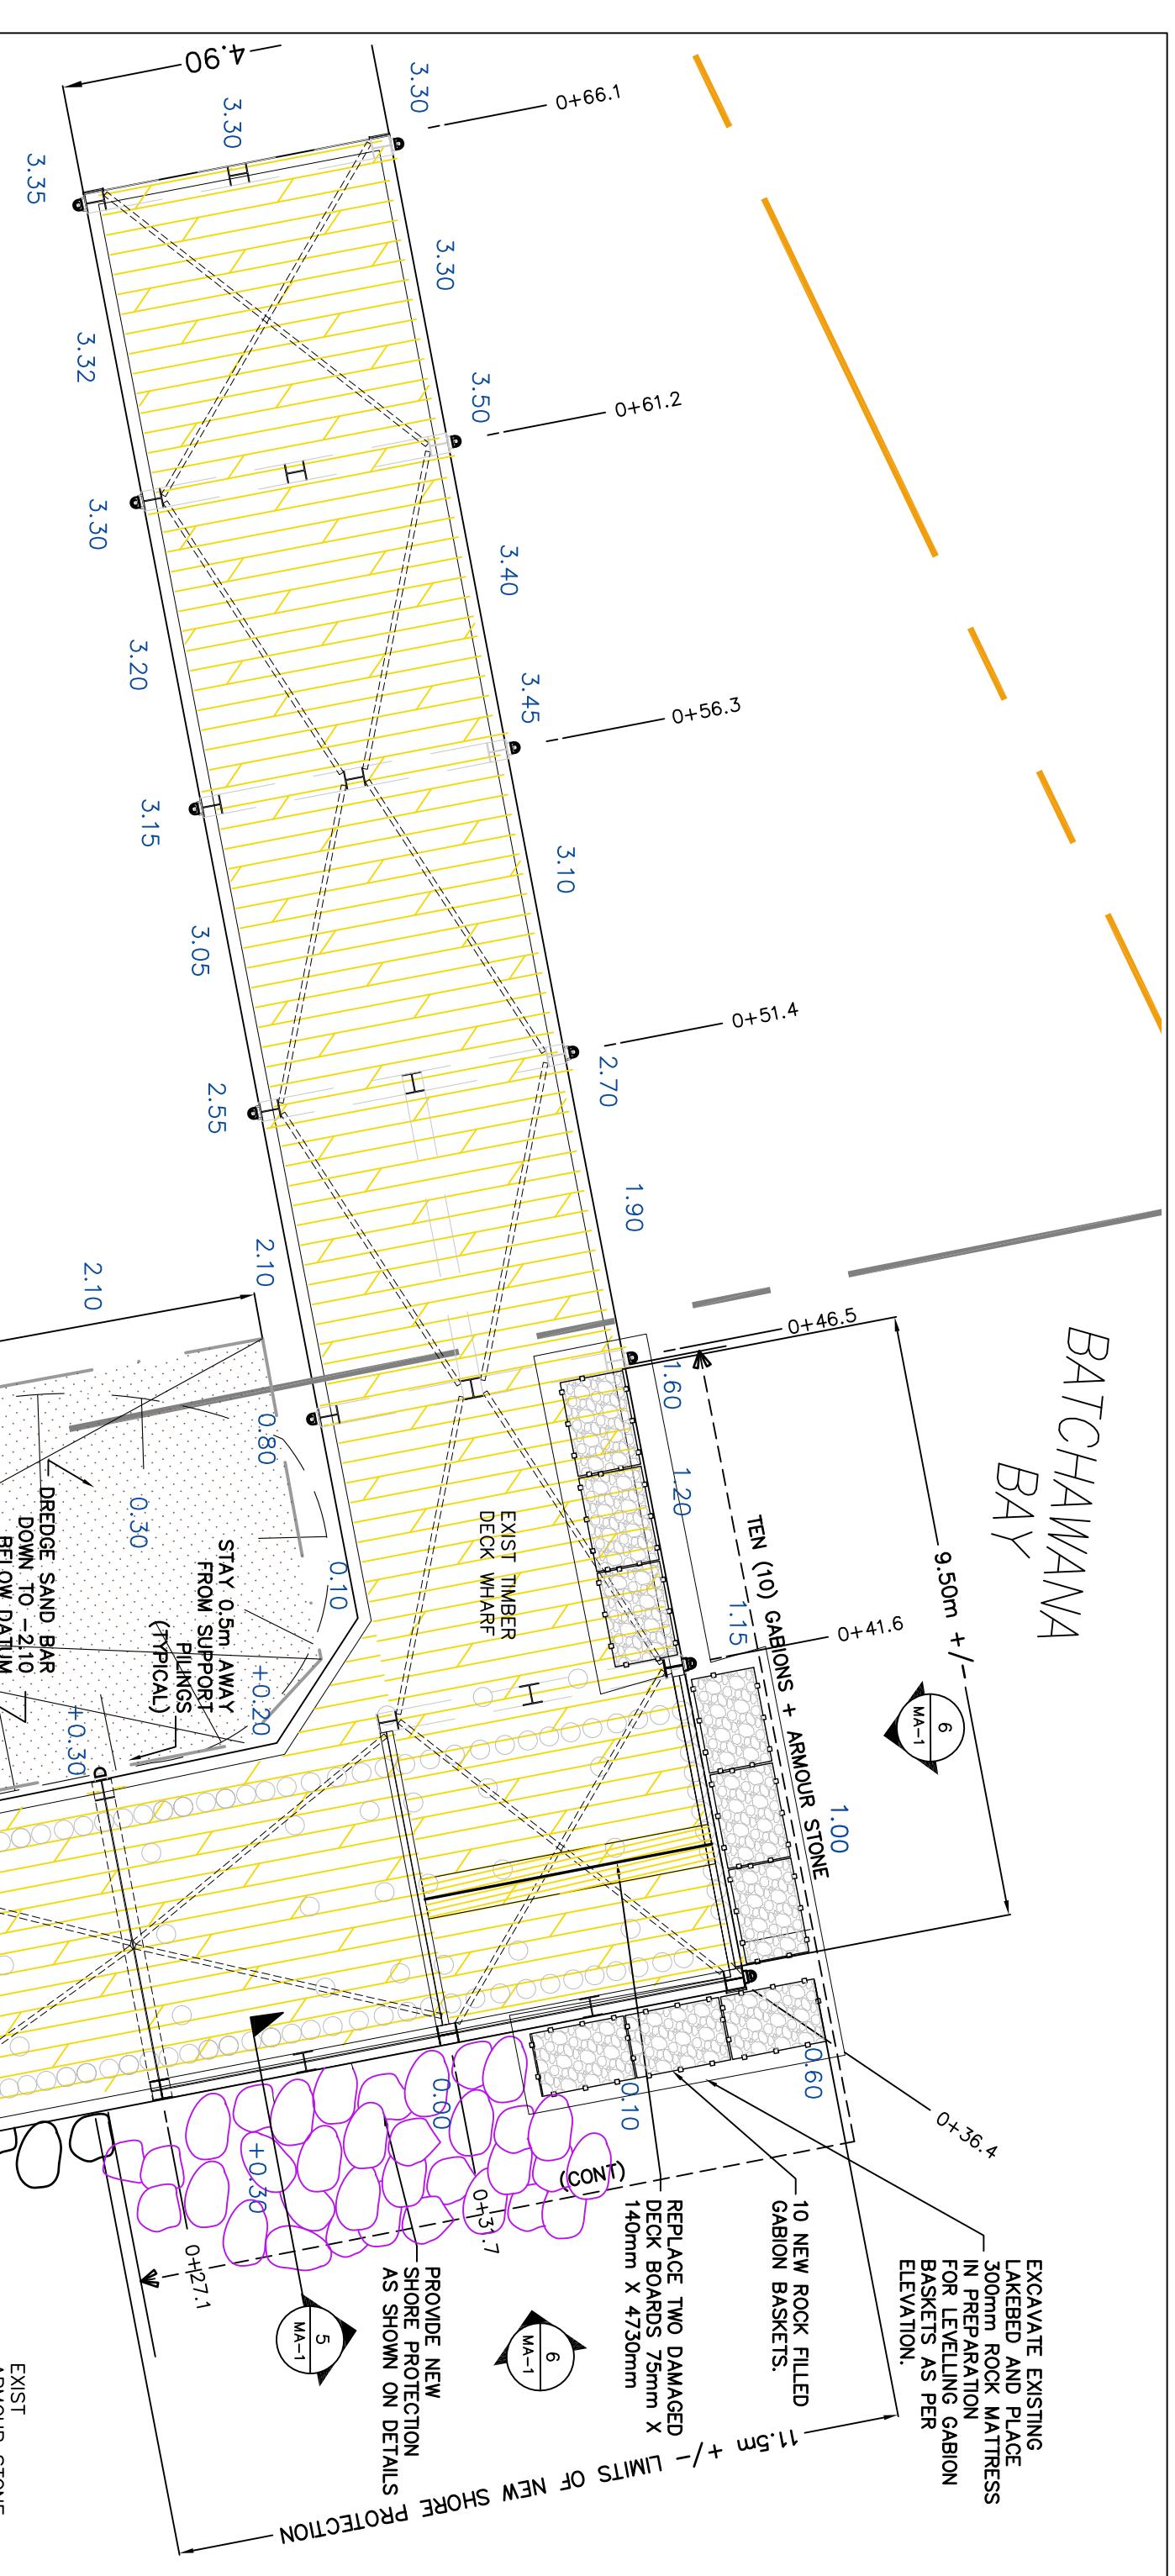 4.90
3.30
0+66.1
3.30
3.35
3.30
3.32
3.50
0+61.2
3.30
3.40
3.20
3.45
0+56.3
3.15
3.10
3.05
0+51.4
2.70
2.55
1.90
2.10
2.10
BATCHAWANA
BAY
0+46.5
1.60
9.50m +/-
0.80
1.20
0.30
EXIST TIMBER
DECK WHARF
TEN (10) GABIONS + ARMOUR STONE
DREDGE SAND BAR
DOWN TO -2.10
BELOW DATUM
STAY 0.5m AWAY
FROM SUPPORT
PILINGS
(TYPICAL)
0.10
1.15
0+41.6
+0.20
+0.30
6
MA-1
1.00
0.60
0+36.4
0.00
0.10
(CONT)
+0.30
0+31.7
0+27.1
EXCAVATE EXISTING
LAKEBED AND PLACE
300mm ROCK MATTRESS
IN PREPARATION
FOR LEVELLING GABION
BASKETS AS PER
ELEVATION.
10 NEW ROCK FILLED
GABION BASKETS.
REPLACE TWO DAMAGED
DECK BOARDS 75mm X
140mm X 4730mm
PROVIDE NEW
SHORE PROTECTION
AS SHOWN ON DETAILS
5
MA-1
6
MA-1
11.5m +/- LIMITS OF NEW SHORE PROTECTION
EXIST
ARMOUR STONE